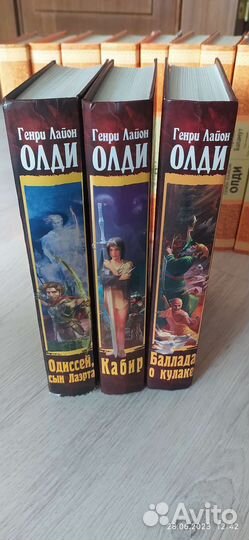 Генри Лайон
ОЛДИ
Одиссей,
сын Лаэрта
Генри Лайон
ОЛДИ
Кабир
Генри Лайон
ОЛДИ
Баллада
о кулаке
ОЛДИ
Avito
28.06.2023 12:42